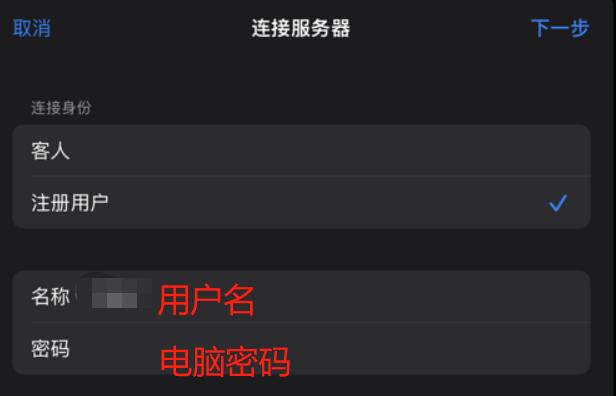 取消 连接服务器 下一步
连接身份
客人
注册用户
名称 用户名
密码 电脑密码